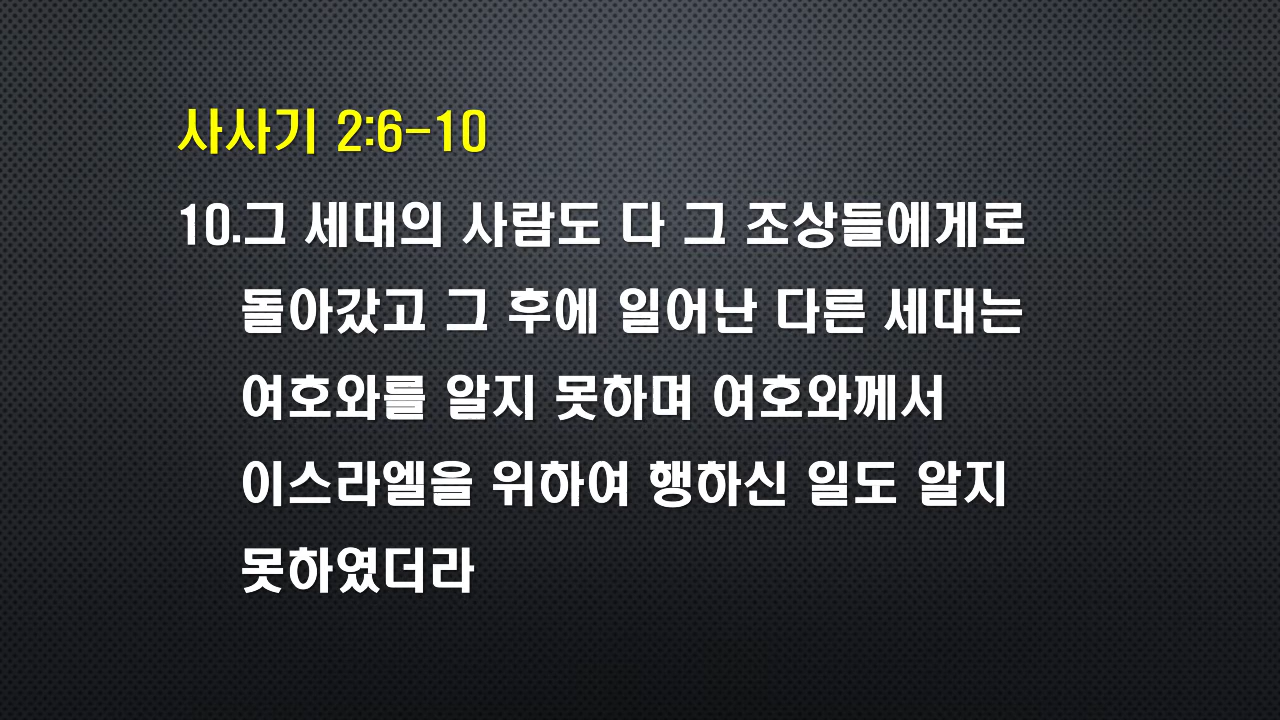 사사기 2:6-10
10.그 세대의 사람도 다 그 조상들에게로
돌아갔고 그 후에 일어난 다른 세대는
여호와를 알지 못하며 여호와께서
이스라엘을 위하여 행하신 일도 알지
못하였더라